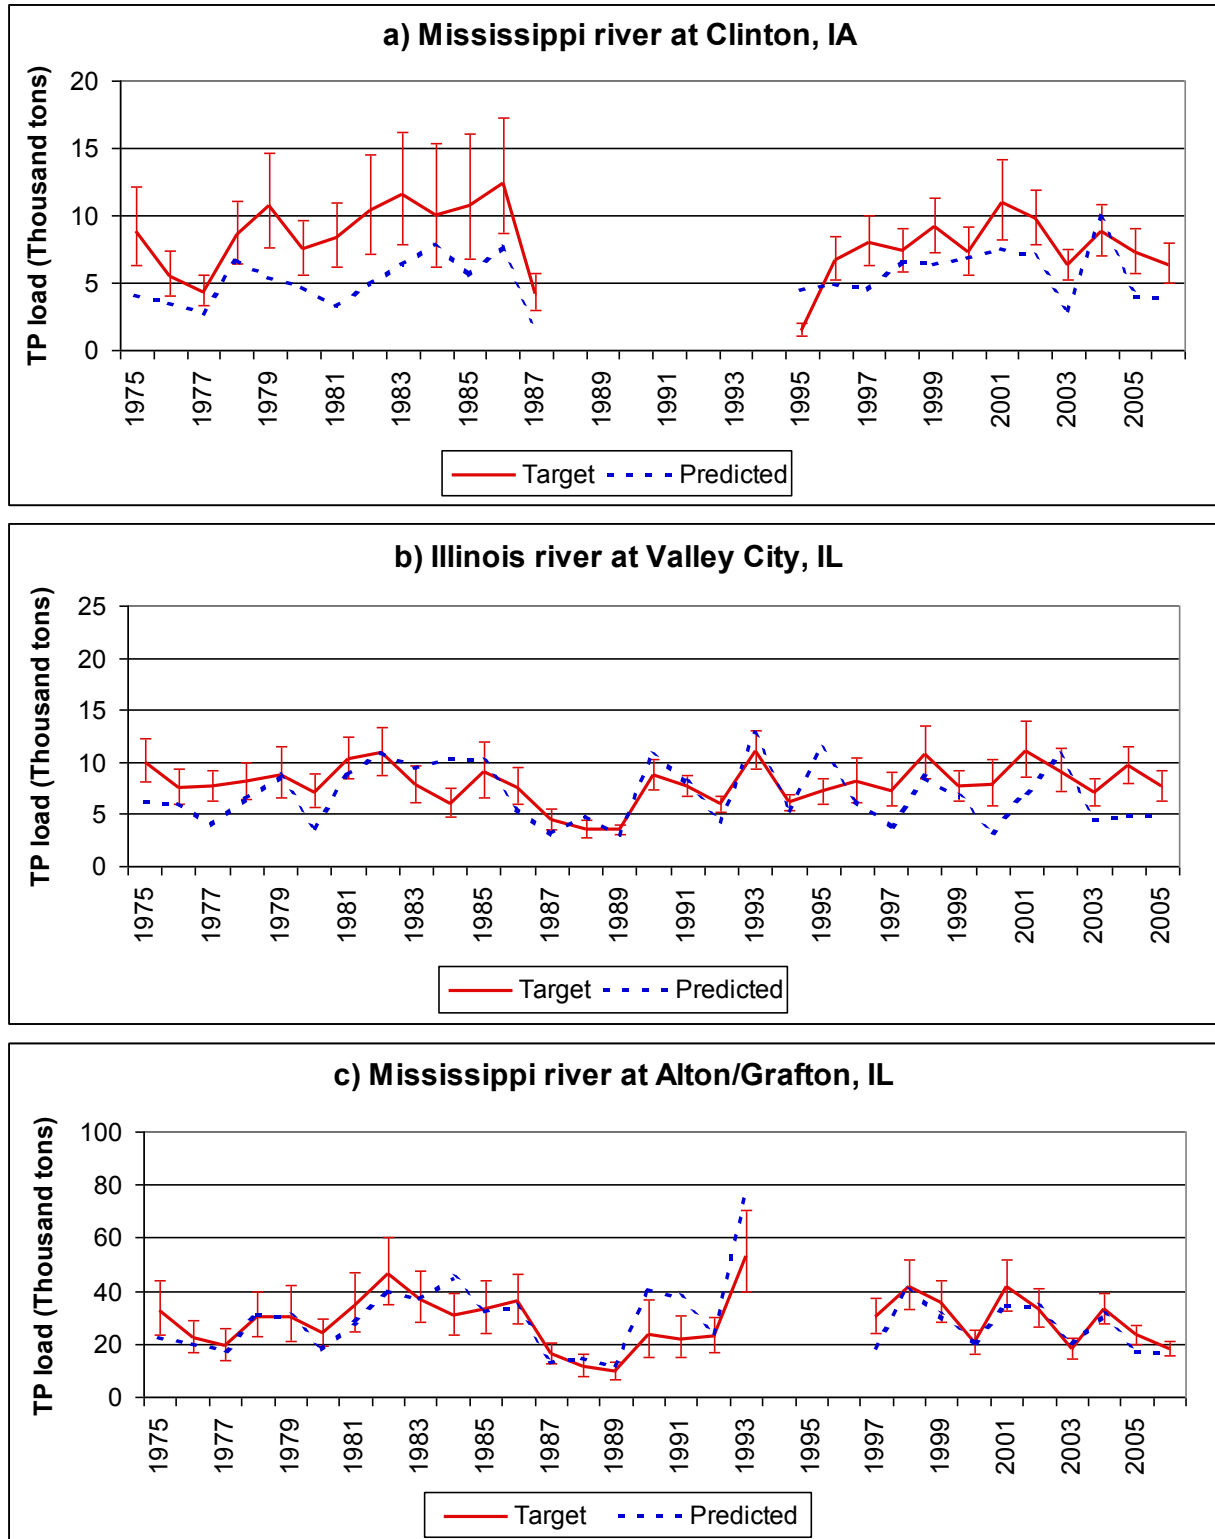 a) Mississippi river at Clinton, IA
TP load (Thousand tons)
20
15
10
5
0
1975 1977 1979 1981 1983 1985 1987 1989 1991 1993 1995 1997 1999 2001 2003 2005
Target Predicted
b) Illinois river at Valley City, IL
TP load (Thousand tons)
25
20
15
10
5
0
1975 1977 1979 1981 1983 1985 1987 1989 1991 1993 1995 1997 1999 2001 2003 2005
Target Predicted
c) Mississippi river at Alton/Grafton, IL
TP load (Thousand tons)
100
80
60
40
20
0
1975 1977 1979 1981 1983 1985 1987 1989 1991 1993 1995 1997 1999 2001 2003 2005
Target Predicted